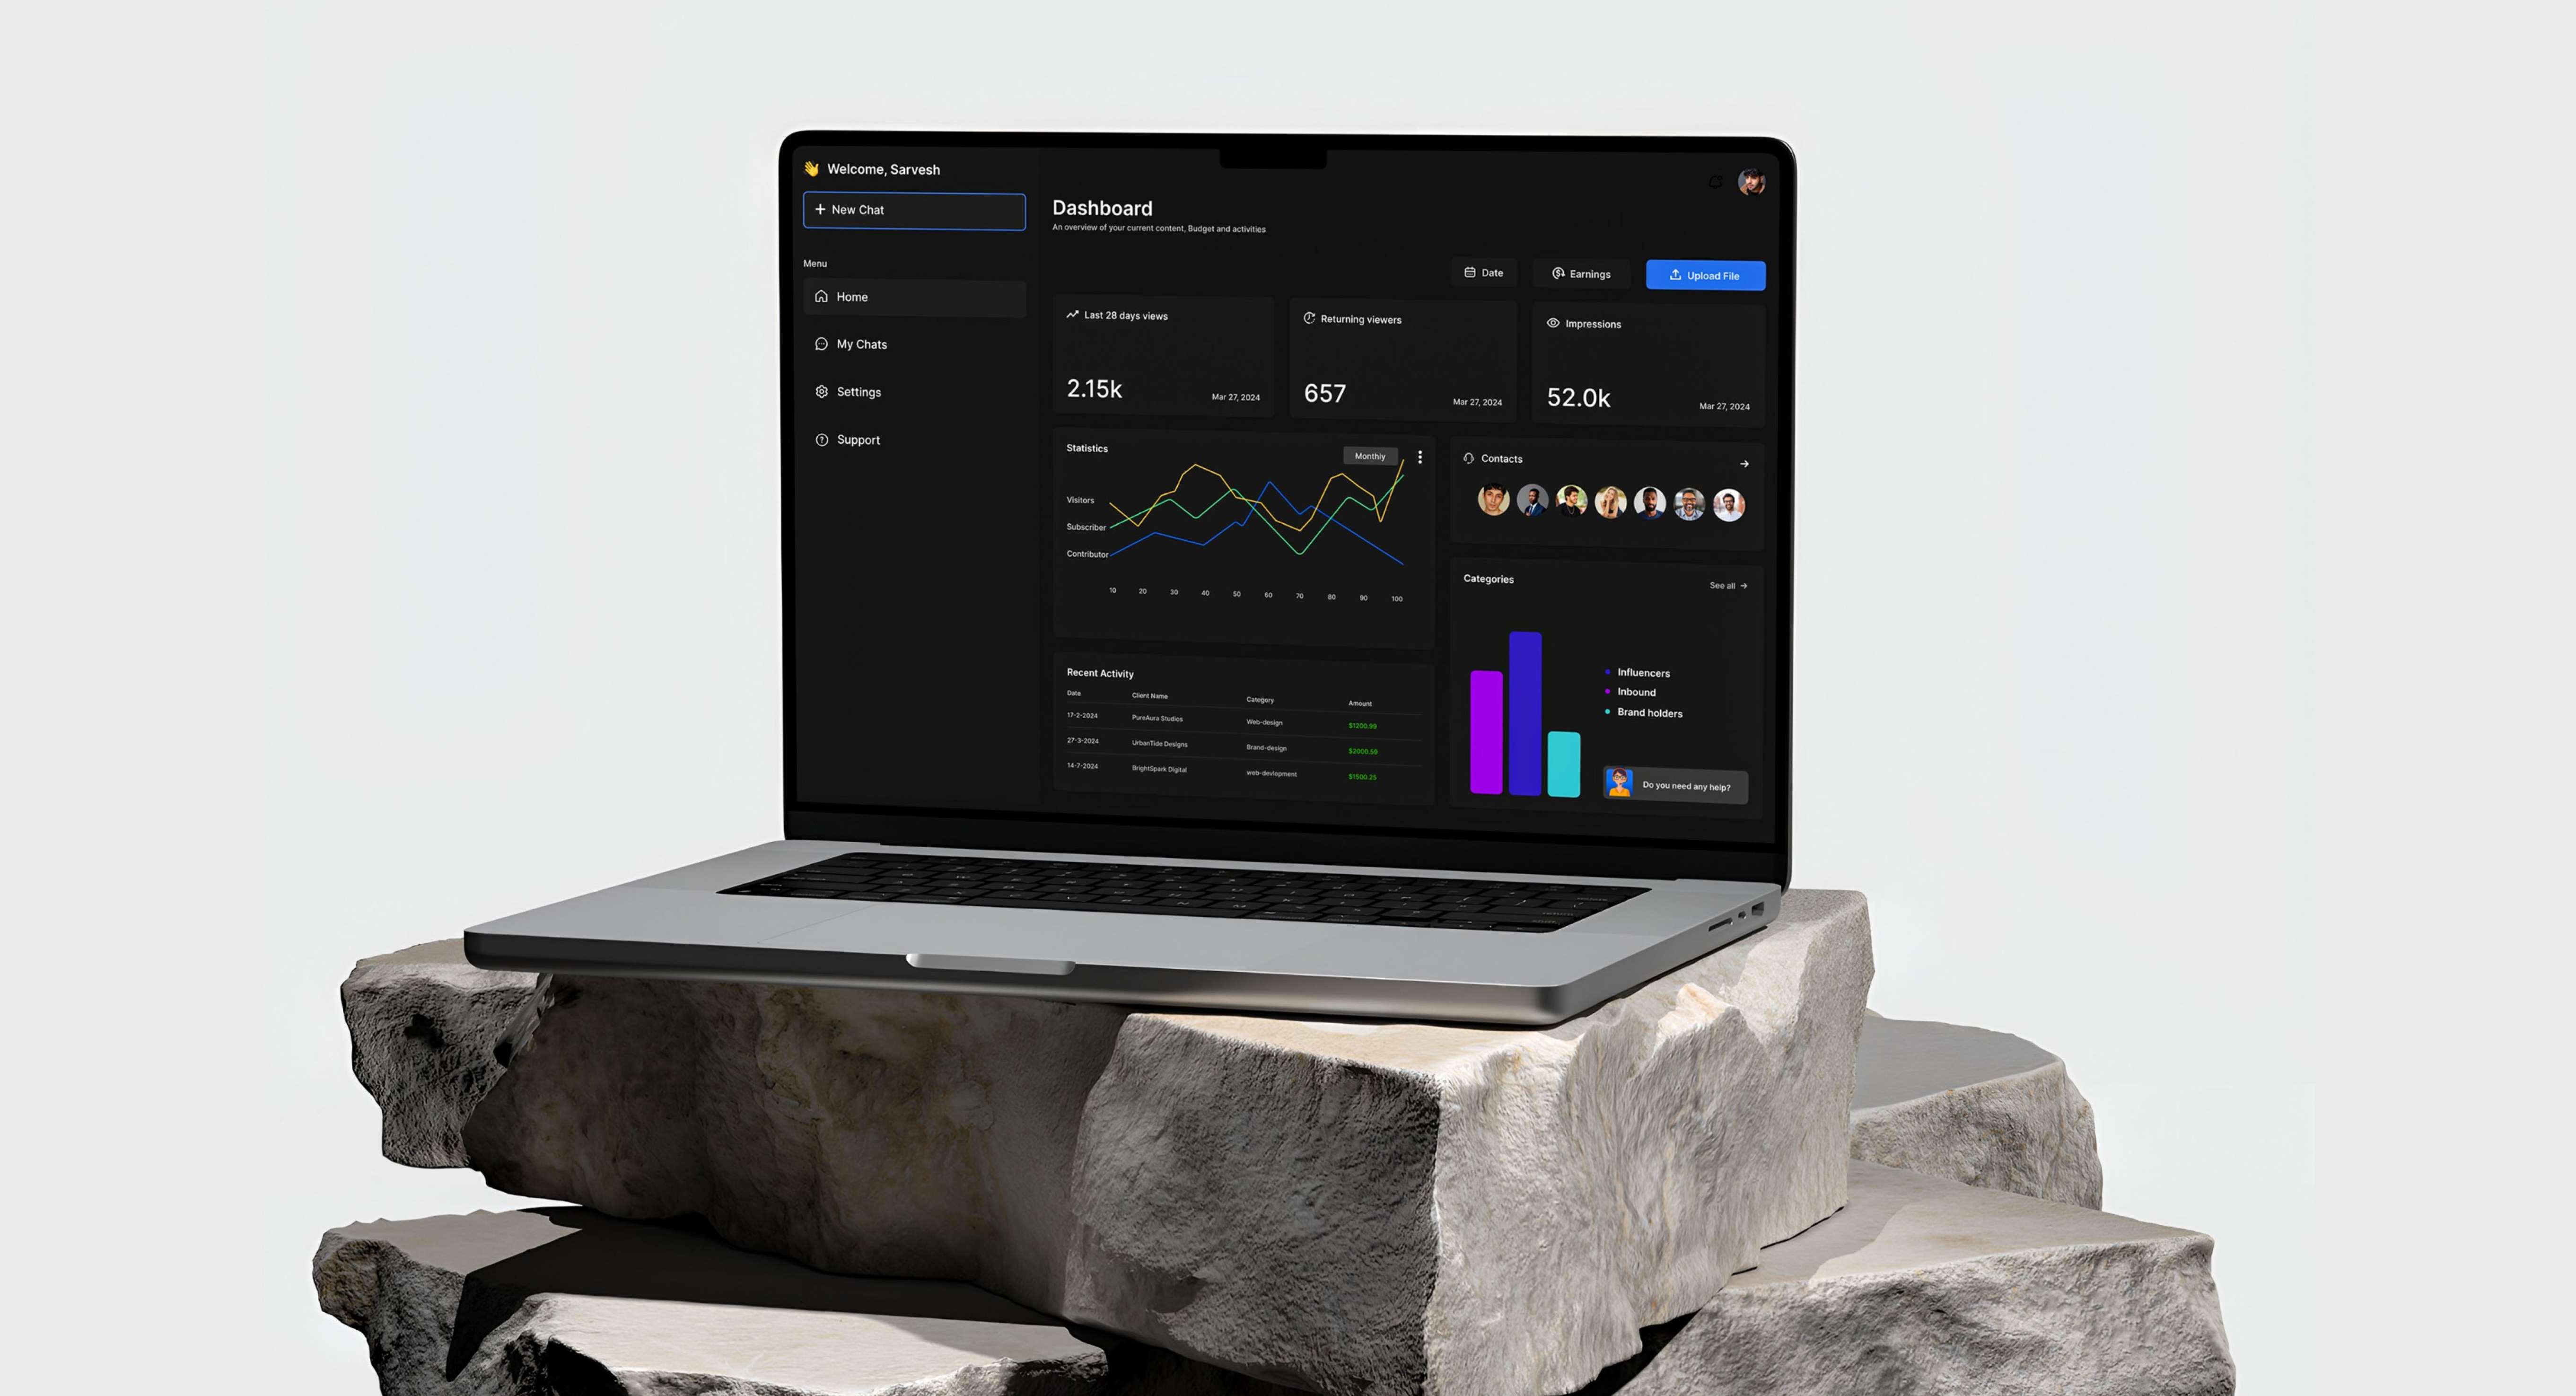 👋 Welcome, Sarvesh
+ New Chat
Menu
Home
My Chats
Settings
Support
Dashboard
An overview of your current content, Budget and activities
Date
Earnings
Upload File
Last 28 days views
2.15k
Mar 27, 2024
Returning viewers
657
Mar 27, 2024
Impressions
52.0k
Mar 27, 2024
Statistics
Monthly
Visitors
Subscriber
Contributor
10 20 30 40 50 60 70 80 90 100
Contacts
Categories
See all →
Influencers
Inbound
Brand holders
Do you need any help?
Recent Activity
Date Client Name Category Amount
17-2-2024 PureAura Studios Web-design $1200.99
27-3-2024 UrbanTide Designs Brand-design $2000.59
14-7-2024 BrightSpark Digital web-devlopment $1500.25